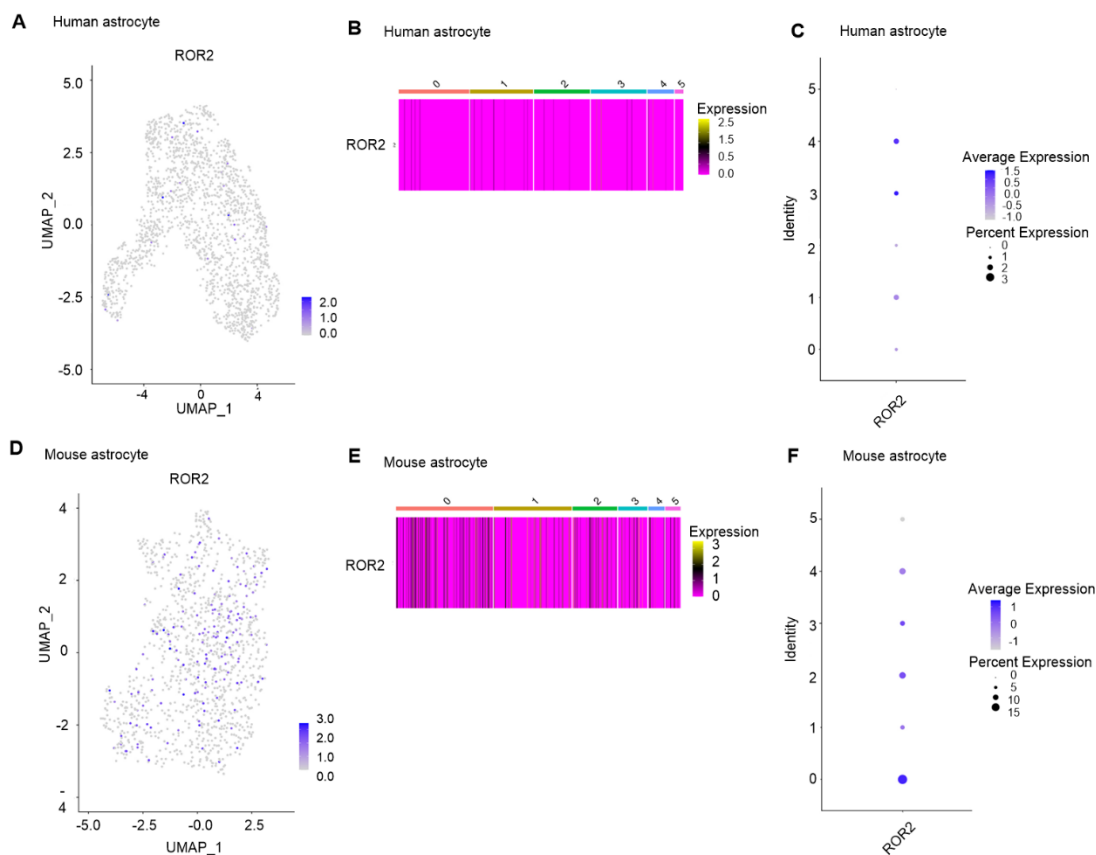 A Human astrocyte
ROR2
5.0
2.5
0.0
-2.5
-5.0
UMAP_2
-4 0 4
UMAP_1
2.0
1.0
0.0
B Human astrocyte
0 1 2 3 4 5
ROR2
Expression
2.5
1.5
0.5
0.0
C Human astrocyte
5
4
3
2
1
0
Identity
ROR2
Average Expression
1.5
0.5
-0.5
-1.0
Percent Expression
0
1
2
3
D Mouse astrocyte
ROR2
4
2
0
-2
-
4
UMAP_2
-5.0 -2.5 -0.0 2.5
UMAP_1
3.0
2.0
1.0
0.0
E Mouse astrocyte
0 1 2 3 4 5
ROR2
Expression
3
2
1
0
F Mouse astrocyte
5
4
3
2
1
0
Identity
ROR2
Average Expression
1
0
-1
Percent Expression
0
5
10
15